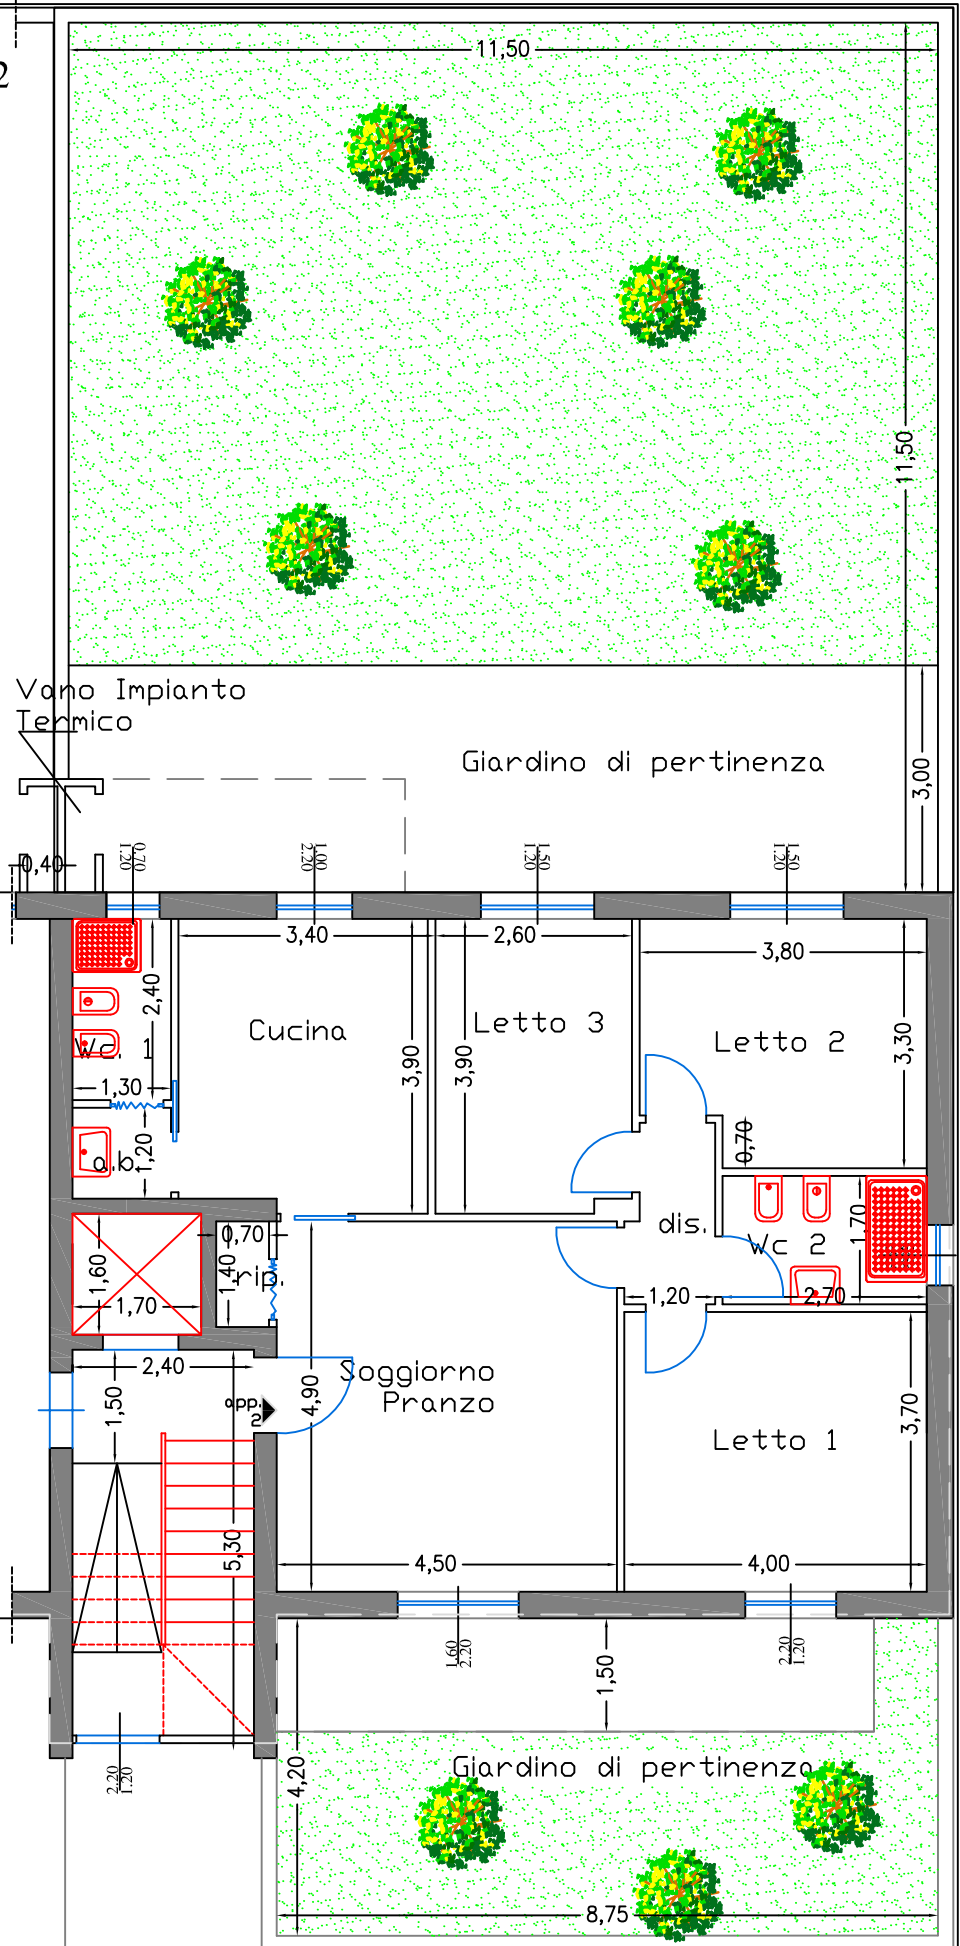 11,50
2
11,50
Vano Impianto
Termico
Giardino di pertinenza
3,00
0,40
0.70
1.20
1.00
2.20
1.50
1.20
1.50
1.20
3,40
2,60
3,80
2,40
Cucina
Letto 3
Letto 2
3,90
3,90
3,30
Wc. 1
1,30
1,20
a.b.
0,70
dis.
Wc 2
1,70
0,70
1,60
1,40
rip.
1,70
1,20
2,70
2,40
1,50
app.
2
4,90
Soggiorno
Pranzo
Letto 1
3,70
5,30
4,50
4,00
1.60
2.20
2.20
1.20
1,50
2.20
1.20
4,20
Giardino di pertinenza
8,75